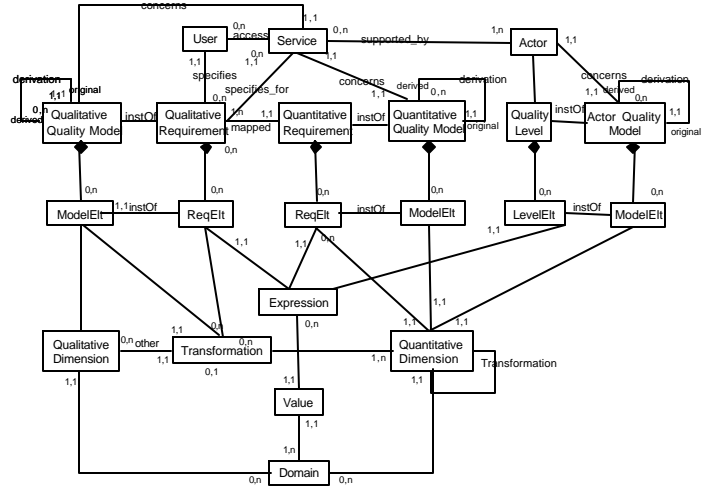 concerns
1,1
User
0,n
access
Service
0,n
supported_by
1,n
Actor
1,1
0,n
1,1
1,1
1,1
specifies
specifies_for
concerns
concerns
derivation
original
1,1
0,n
derived
Qualitative
Quality Model
instOf
0,n
Qualitative
Requirement
1,n
1,1
mapped
0,n
Quantitative
Requirement
instOf
1,1
derived
0,n
derivation
Quantitative
Quality Model
1,1
original
Quality
Level
instOf
1,1
derived
0,n
derivation
Actor Quality
Model
1,1
original
0,n
0,n
0,n
0,n
0,n
0,n
ModelElt
1,1
instOf
ReqElt
ReqElt
instOf
ModelElt
LevelElt
instOf
ModelElt
1,1
1,1
0,n
1,1
Expression
0,n
1,1
1,1
Qualitative
Dimension
0,n
other
1,1
1,1
0,n
0,n
Transformation
0,1
1,n
Quantitative
Dimension
Transformation
1,1
1,1
1,1
Value
1,1
1,n
0,n
Domain
0,n